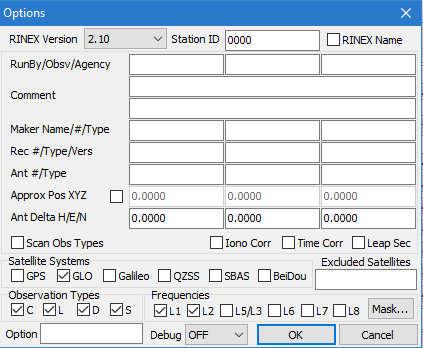 Options
RINEX Version 2.10 Station ID 0000 RINEX Name
RunBy/Obsv/Agency
Comment
Maker Name/#/Type
Rec #/Type/Vers
Ant #/Type
Approx Pos XYZ 0.0000 0.0000 0.0000
Ant Delta H/E/N 0.0000 0.0000 0.0000
Scan Obs Types Iono Corr Time Corr Leap Sec
Satellite Systems Excluded Satellites
GPS GLO Galileo QZSS SBAS BeiDou
Observation Types Frequencies
C L D S L1 L2 L5/L3 L6 L7 L8 Mask...
Option Debug OFF OK Cancel